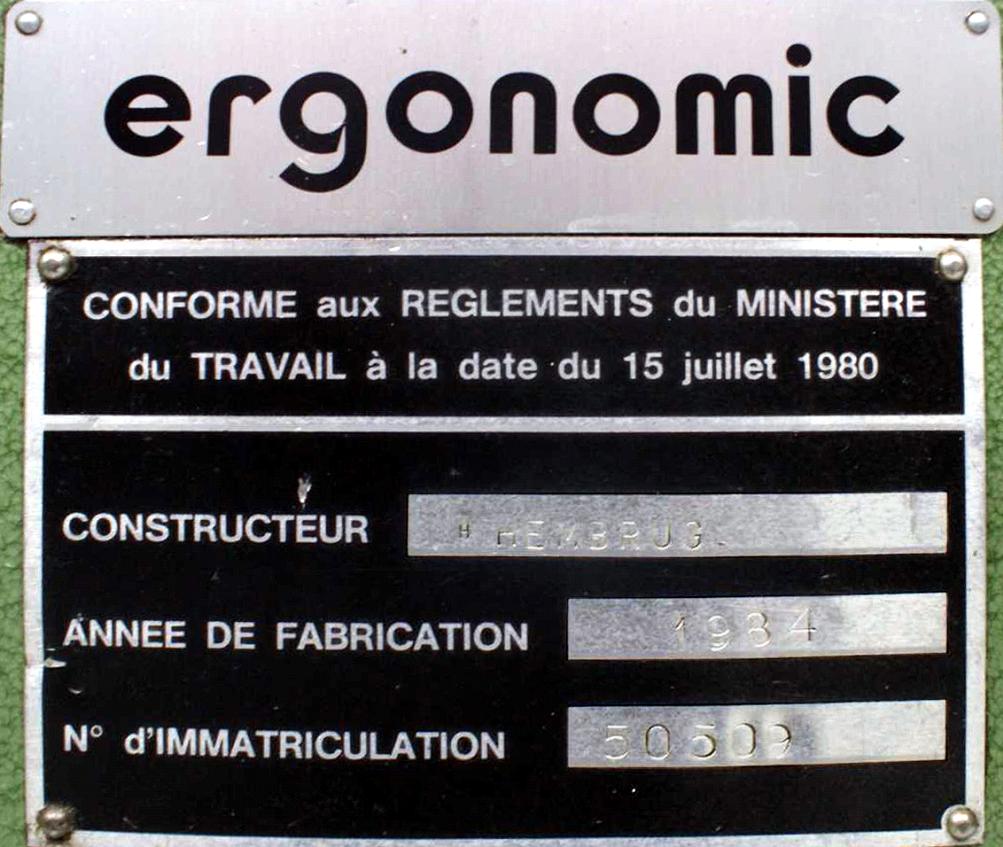 ergonomic
CONFORME aux REGLEMENTS du MINISTERE
du TRAVAIL à la date du 15 juillet 1980
CONSTRUCTEUR " HEMBRUG.
ANNEE DE FABRICATION 1984
N° d'IMMATRICULATION 50509